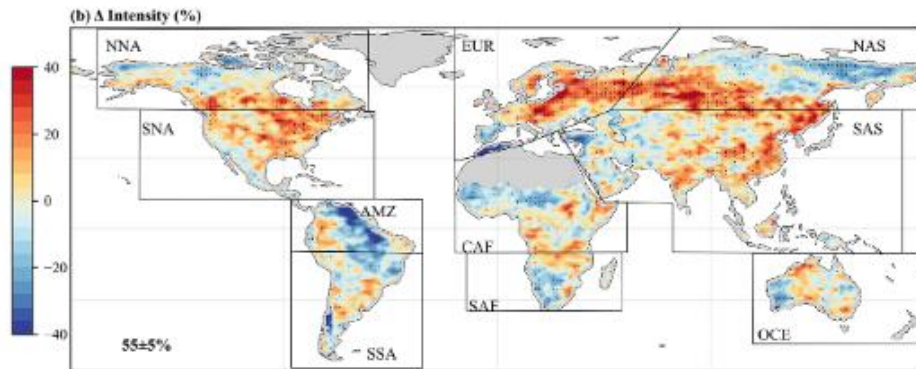 (b) Δ Intensity (%)
NNA
EUR
NAS
40
SNA
SAS
20
0
AMZ
−20
CAF
SAF
−40
55±5%
SSA
OCE